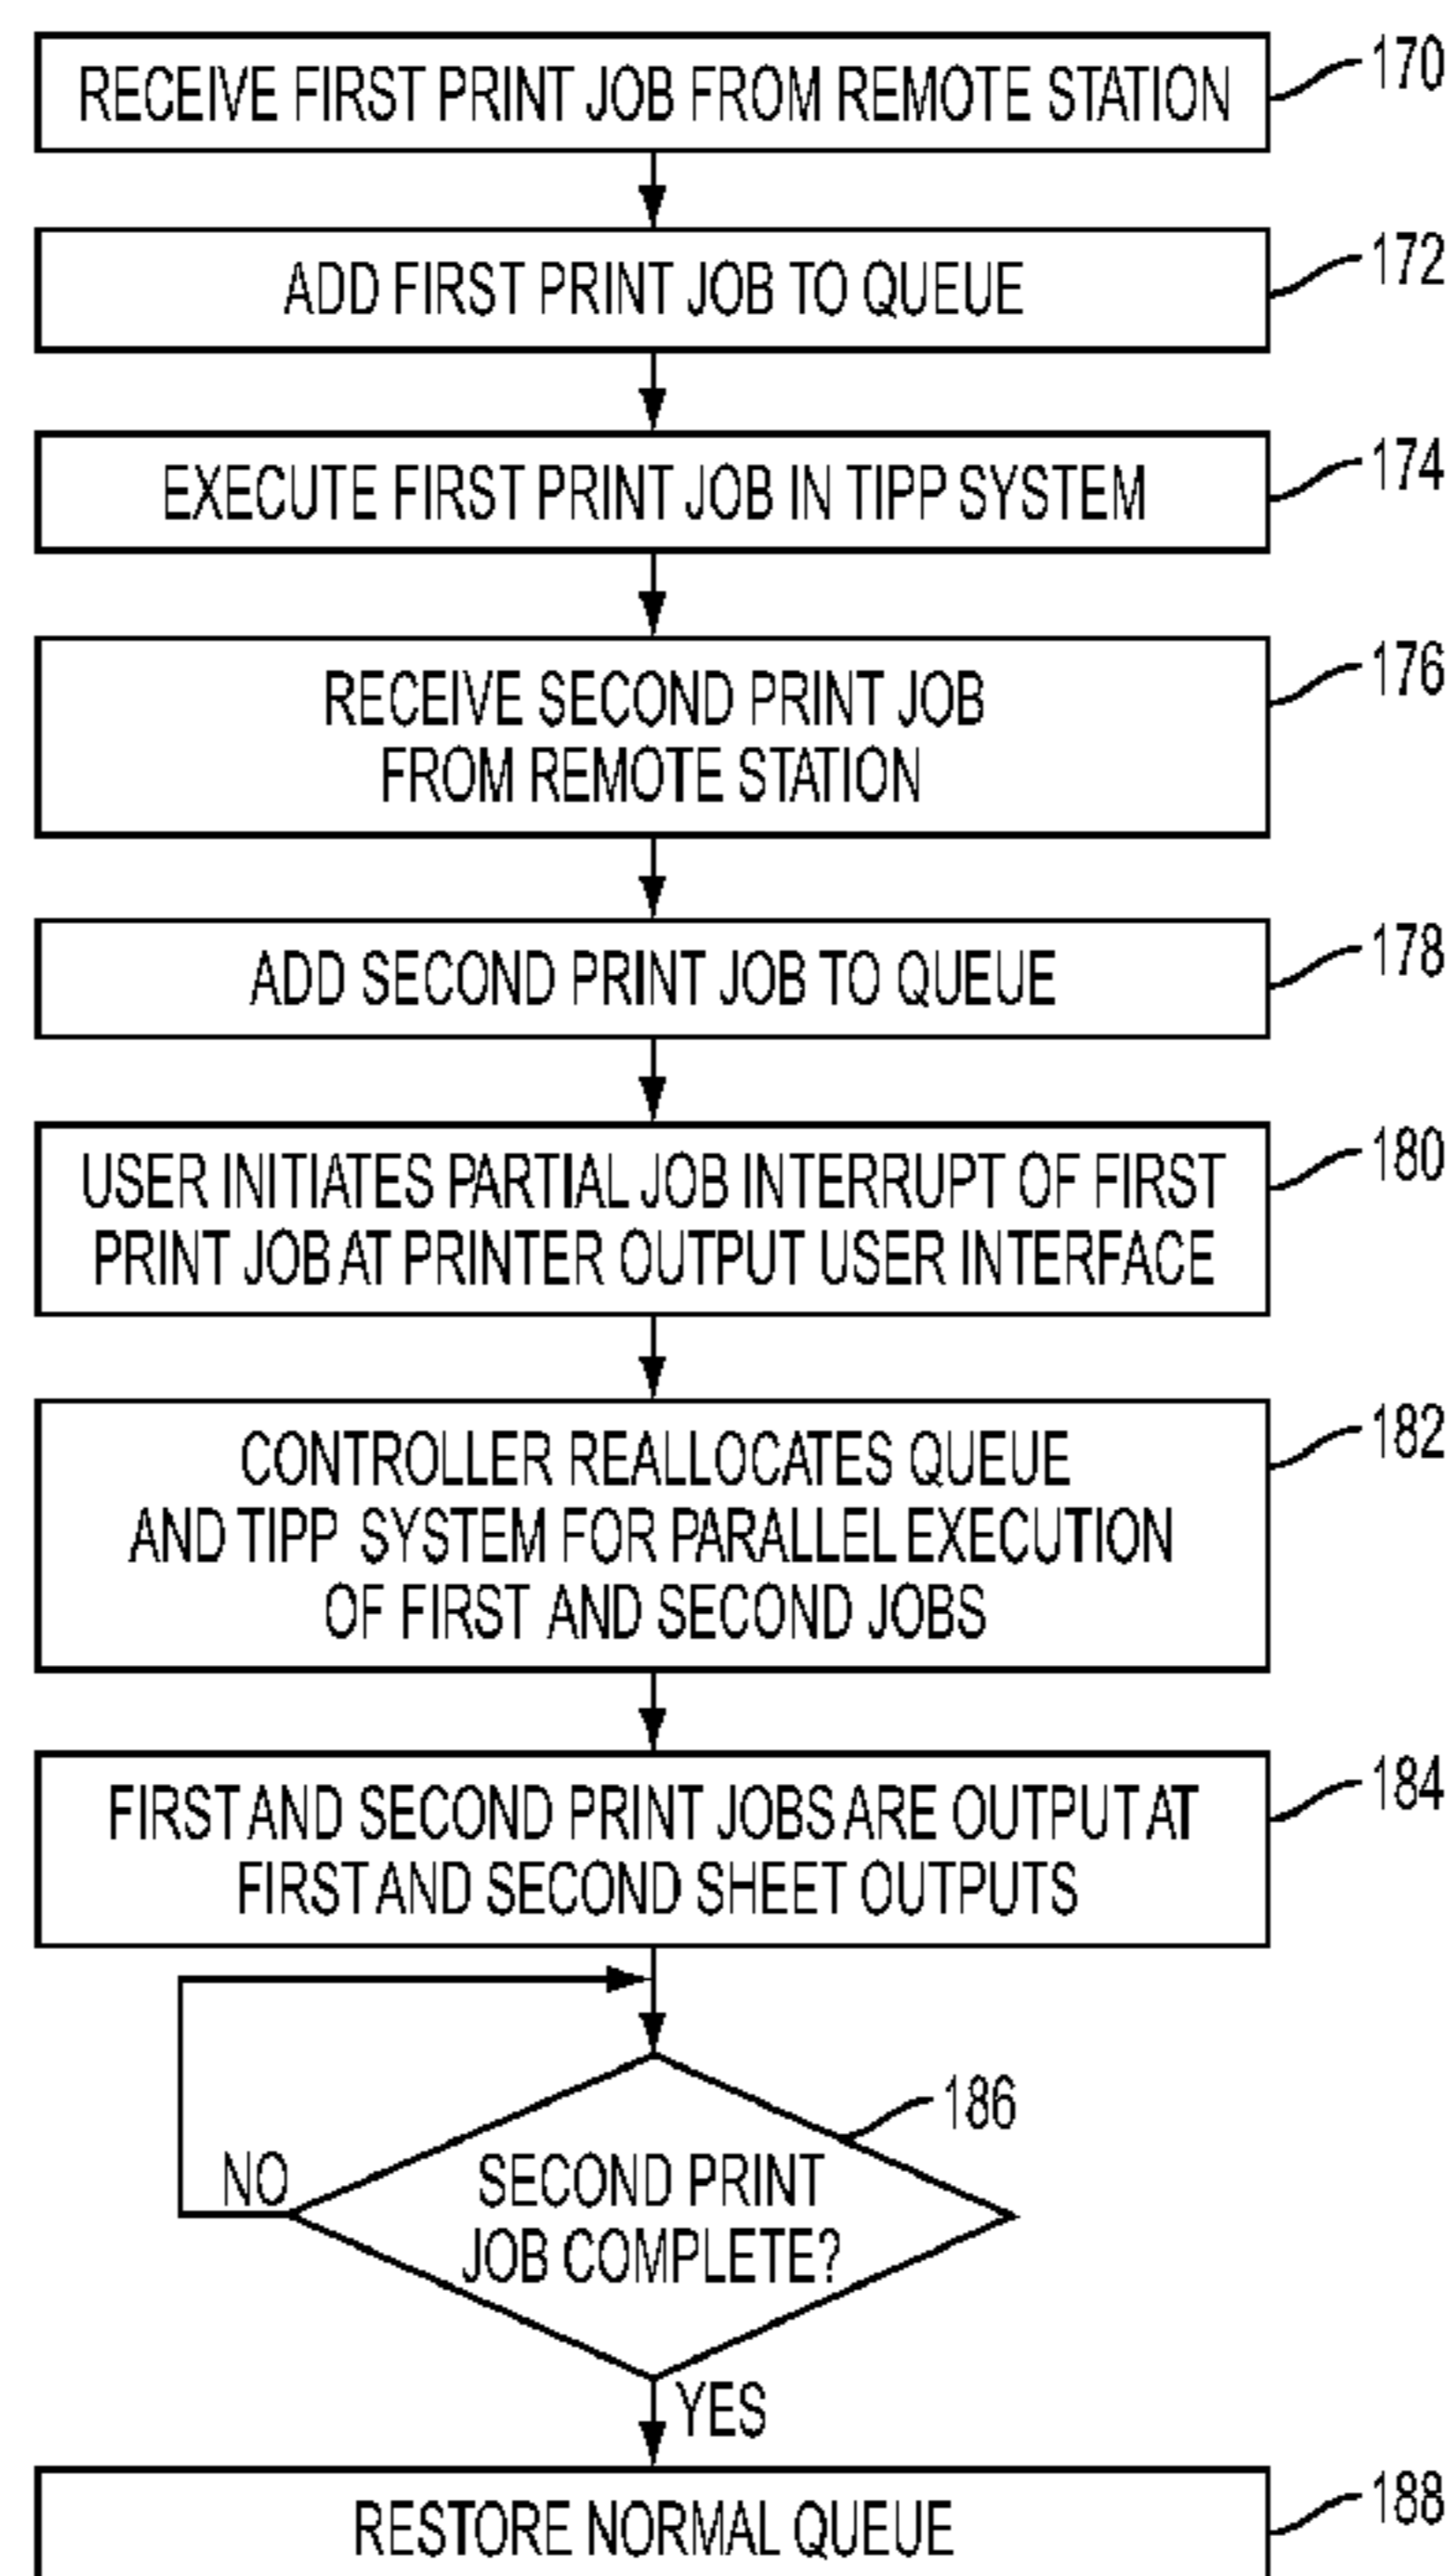 RECEIVE FIRST PRINT JOB FROM REMOTE STATION
170
ADD FIRST PRINT JOB TO QUEUE
172
EXECUTE FIRST PRINT JOB IN TIPP SYSTEM
174
RECEIVE SECOND PRINT JOB
FROM REMOTE STATION
176
ADD SECOND PRINT JOB TO QUEUE
178
USER INITIATES PARTIAL JOB INTERRUPT OF FIRST
PRINT JOB AT PRINTER OUTPUT USER INTERFACE
180
CONTROLLER REALLOCATES QUEUE
AND TIPP SYSTEM FOR PARALLEL EXECUTION
OF FIRST AND SECOND JOBS
182
FIRST AND SECOND PRINT JOBS ARE OUTPUT AT
FIRST AND SECOND SHEET OUTPUTS
184
186
NO
SECOND PRINT
JOB COMPLETE?
YES
RESTORE NORMAL QUEUE
188